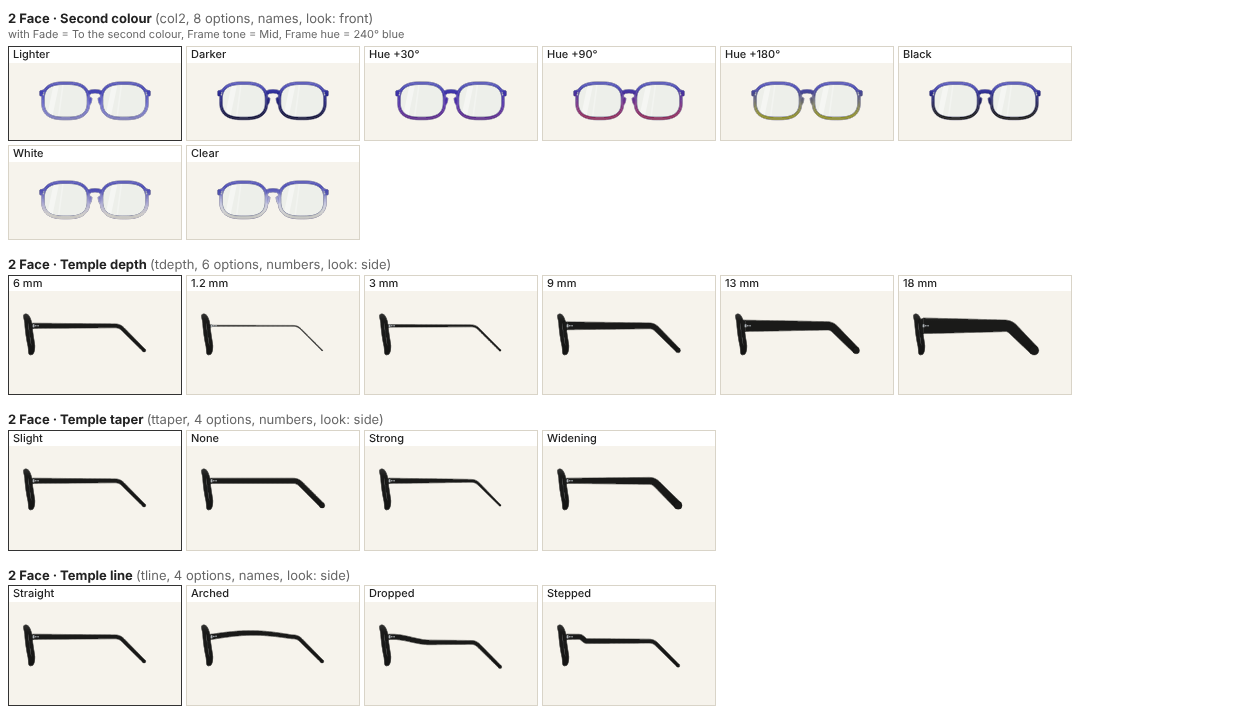 2 Face · Second colour (col2, 8 options, names, look: front)
with Fade = To the second colour, Frame tone = Mid, Frame hue = 240° blue
Lighter Darker Hue +30° Hue +90° Hue +180° Black
White Clear
2 Face · Temple depth (tdepth, 6 options, numbers, look: side)
6 mm 1.2 mm 3 mm 9 mm 13 mm 18 mm
2 Face · Temple taper (ttaper, 4 options, numbers, look: side)
Slight None Strong Widening
2 Face · Temple line (tline, 4 options, names, look: side)
Straight Arched Dropped Stepped